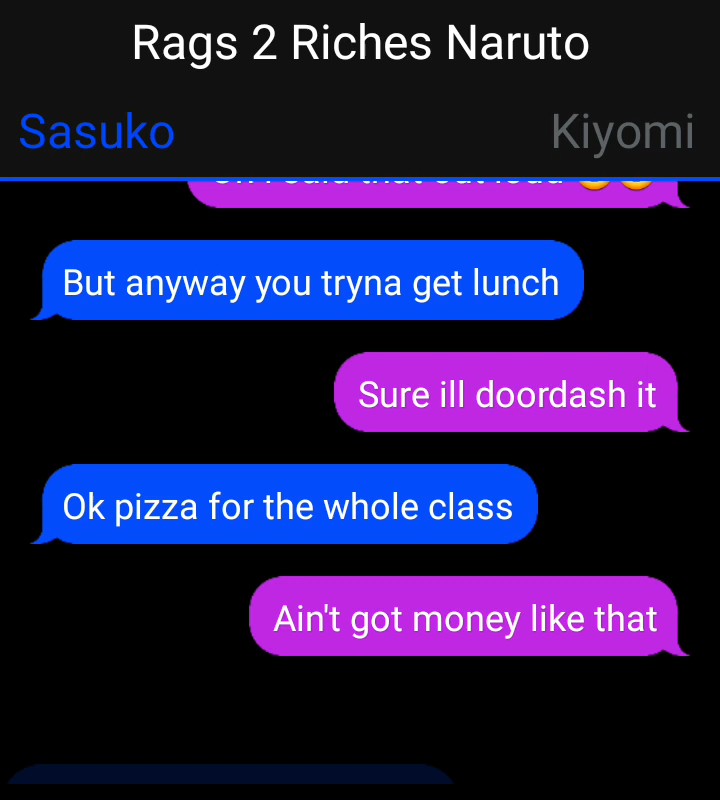 Rags 2 Riches Naruto
Sasuko Kiyomi
But anyway you tryna get lunch
Sure ill doordash it
Ok pizza for the whole class
Ain't got money like that